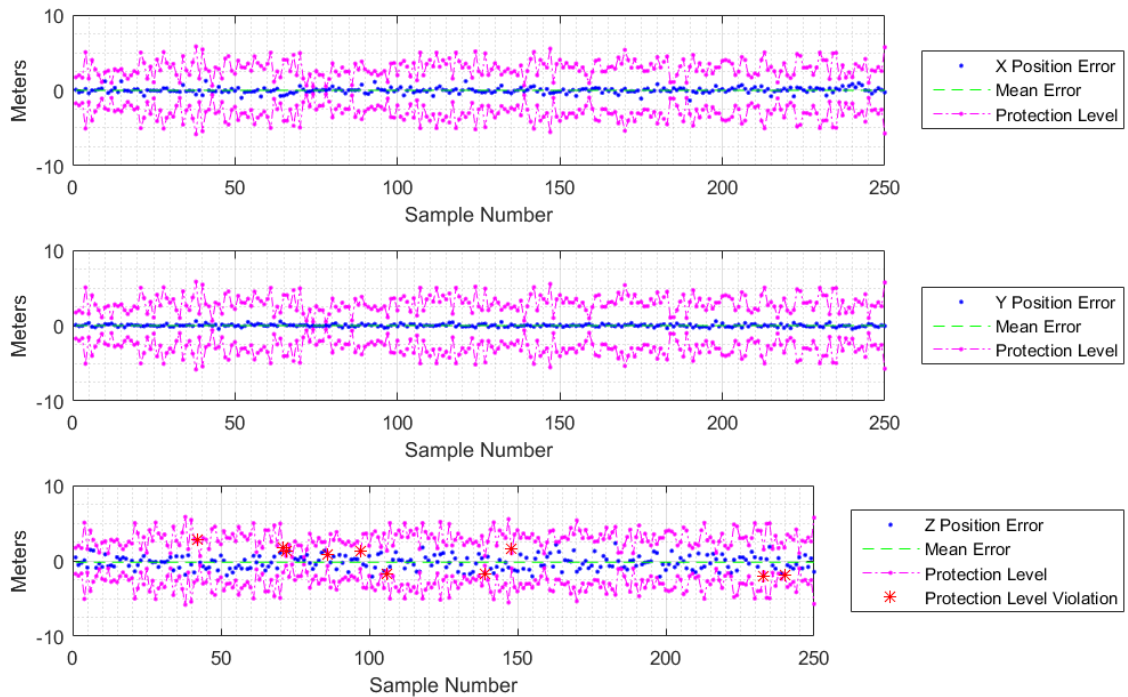 10
0
-10
Meters
0 50 100 150 200 250
Sample Number
X Position Error
Mean Error
Protection Level
10
0
-10
Meters
0 50 100 150 200 250
Sample Number
Y Position Error
Mean Error
Protection Level
10
0
-10
Meters
0 50 100 150 200 250
Sample Number
Z Position Error
Mean Error
Protection Level
Protection Level Violation